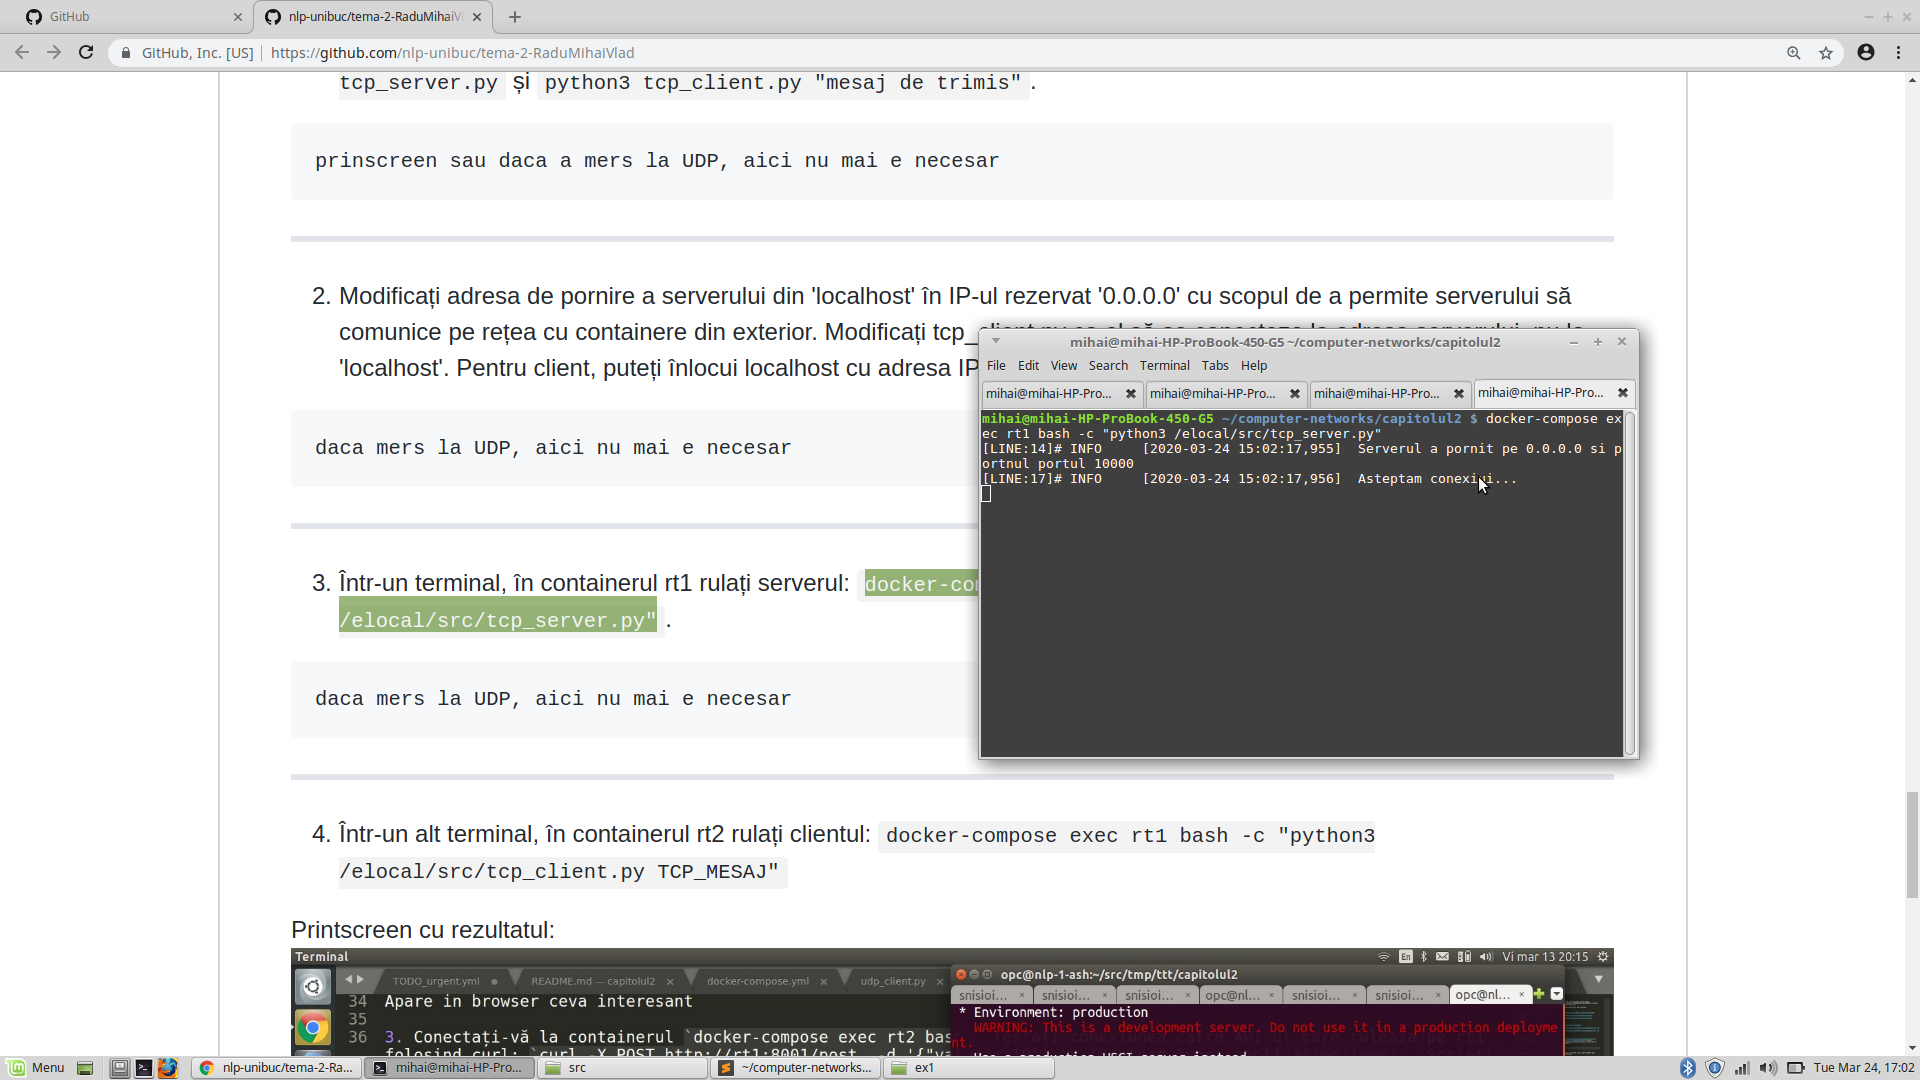 GitHub
nlp-unibuc/tema-2-RaduMihaiV
GitHub, Inc. [US]
https://github.com/nlp-unibuc/tema-2-RaduMihaiVlad
tcp_server.py și python3 tcp_client.py "mesaj de trimis" .
prinscreen sau daca a mers la UDP, aici nu mai e necesar
2. Modificați adresa de pornire a serverului din 'localhost' în IP-ul rezervat '0.0.0.0' cu scopul de a permite serverului să
comunice pe rețea cu containere din exterior. Modificați tcp_
'localhost'. Pentru client, puteți înlocui localhost cu adresa IP
daca mers la UDP, aici nu mai e necesar
3. Într-un terminal, în containerul rt1 rulați serverul: docker-com
/elocal/src/tcp_server.py" .
daca mers la UDP, aici nu mai e necesar
mihai@mihai-HP-ProBook-450-G5 ~/computer-networks/capitolul2
File Edit View Search Terminal Tabs Help
mihai@mihai-HP-Pro... mihai@mihai-HP-Pro... mihai@mihai-HP-Pro... mihai@mihai-HP-Pro...
mihai@mihai-HP-ProBook-450-G5 ~/computer-networks/capitolul2 $ docker-compose ex
ec rt1 bash -c "python3 /elocal/src/tcp_server.py"
[LINE:14]# INFO [2020-03-24 15:02:17,955] Serverul a pornit pe 0.0.0.0 si p
ortnul portul 10000
[LINE:17]# INFO [2020-03-24 15:02:17,956] Asteptam conexiui...
4. Într-un alt terminal, în containerul rt2 rulați clientul: docker-compose exec rt1 bash -c "python3
/elocal/src/tcp_client.py TCP_MESAJ"
Printscreen cu rezultatul:
Terminal
En
Vi mar 13 20:15
TODO_urgent.yml README.md — capitolul2 docker-compose.yml udp_client.py
34 Apare in browser ceva interesant
35
36 3. Conectați-vă la containerul `docker-compose exec rt2 bas
folosind curl: `curl -X POST http://rt1:8001/post -d '{"va
opc@nlp-1-ash:~/src/tmp/ttt/capitolul2
snisioi... snisioi... snisioi... opc@nl... snisioi... snisioi... opc@nl...
* Environment: production
WARNING: This is a development server. Do not use it in a production deployme
nt.
Use a production WSGI server instead.
Menu
nlp-unibuc/tema-2-Ra...
mihai@mihai-HP-Pro...
src
~/computer-networks...
ex1
Tue Mar 24, 17:02